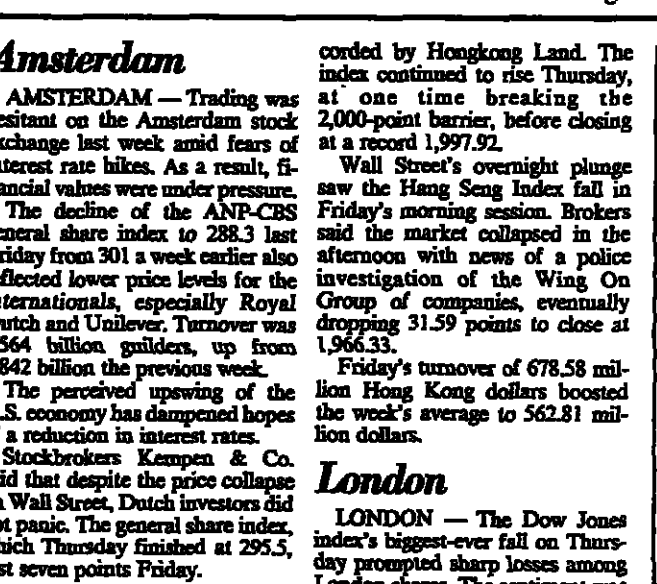 Amsterdam
AMSTERDAM — Trading was
esitant on the Amsterdam stock
xchange last week amid fears of
nterest rate hikes. As a result, fi-
ancial values were under pressure.
The decline of the ANP-CBS
eneral share index to 288.3 last
riday from 301 a week earlier also
flected lower price levels for the
ternationals, especially Royal
utch and Unilever. Turnover was
564 billion guilders, up from
842 billion the previous week.
The perceived upswing of the
.S. economy has dampened hopes
a reduction in interest rates.
Stockbrokers Kempen & Co.
id that despite the price collapse
Wall Street, Dutch investors did
ot panic. The general share index,
hich Thursday finished at 295.5,
st seven points Friday.
corded by Hongkong Land. The
index continued to rise Thursday,
at one time breaking the
2,000-point barrier, before closing
at a record 1,997.92.
Wall Street's overnight plunge
saw the Hang Seng Index fall in
Friday's morning session. Brokers
said the market collapsed in the
afternoon with news of a police
investigation of the Wing On
Group of companies, eventually
dropping 31.59 points to close at
1,966.33.
Friday's turnover of 678.58 mil-
lion Hong Kong dollars boosted
the week's average to 562.81 mil-
lion dollars.
London
LONDON — The Dow Jones
index's biggest-ever fall on Thurs-
day prompted sharp losses among
London shares. The sentiment was